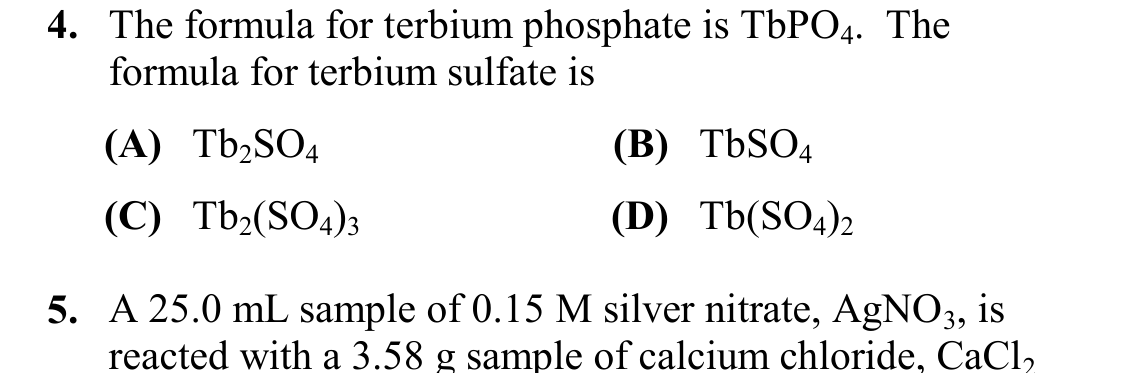 4. The formula for terbium phosphate is TbPO₄. The
formula for terbium sulfate is
(A) Tb₂SO₄ (B) TbSO₄
(C) Tb₂(SO₄)₃ (D) Tb(SO₄)₂
5. A 25.0 mL sample of 0.15 M silver nitrate, AgNO₃, is
reacted with a 3.58 g sample of calcium chloride, CaCl₂